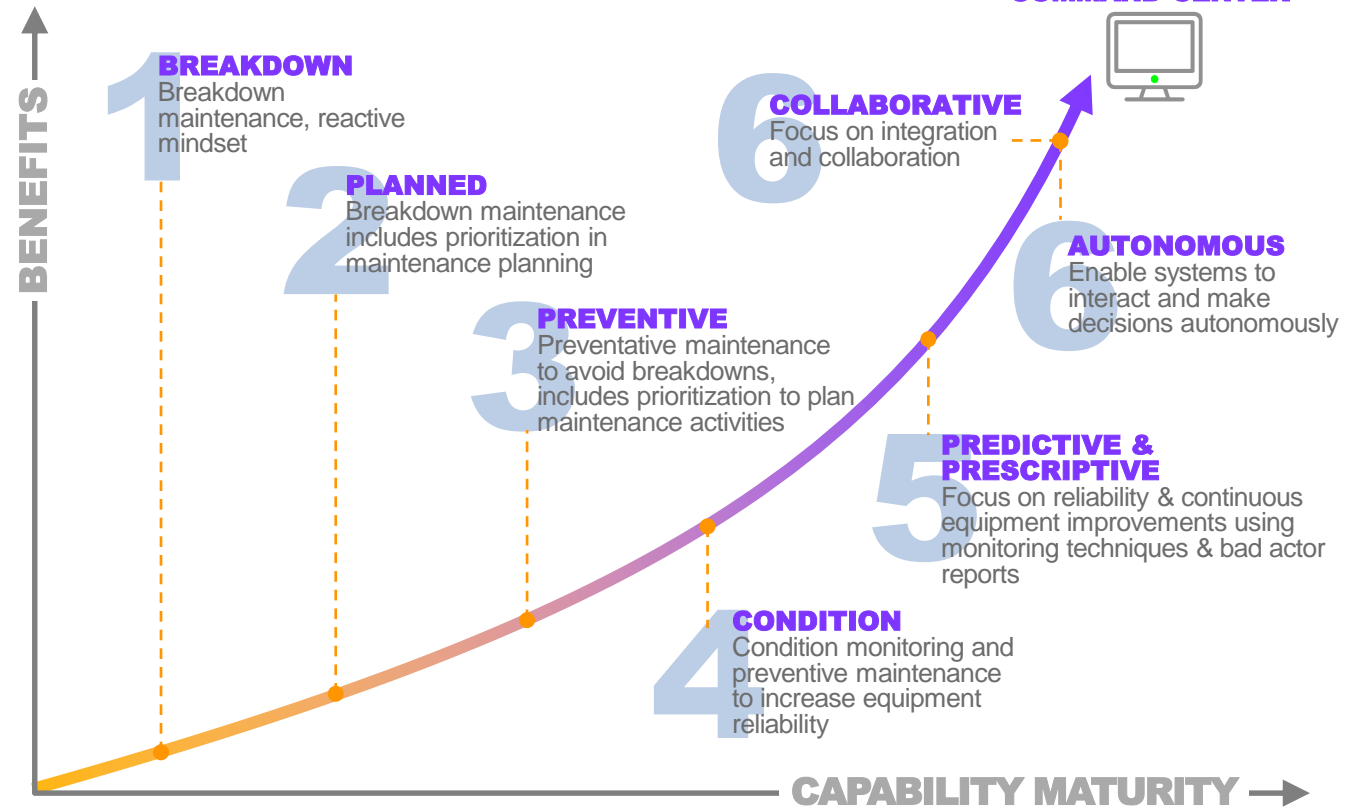 COMMAND CENTER
BENEFITS
1
BREAKDOWN
Breakdown
maintenance, reactive
mindset
2
PLANNED
Breakdown maintenance
includes prioritization in
maintenance planning
3
PREVENTIVE
Preventative maintenance
to avoid breakdowns,
includes prioritization to plan
maintenance activities
4
CONDITION
Condition monitoring and
preventive maintenance
to increase equipment
reliability
5
PREDICTIVE &
PRESCRIPTIVE
Focus on reliability & continuous
equipment improvements using
monitoring techniques & bad actor
reports
6
COLLABORATIVE
Focus on integration
and collaboration
6
AUTONOMOUS
Enable systems to
interact and make
decisions autonomously
CAPABILITY MATURITY